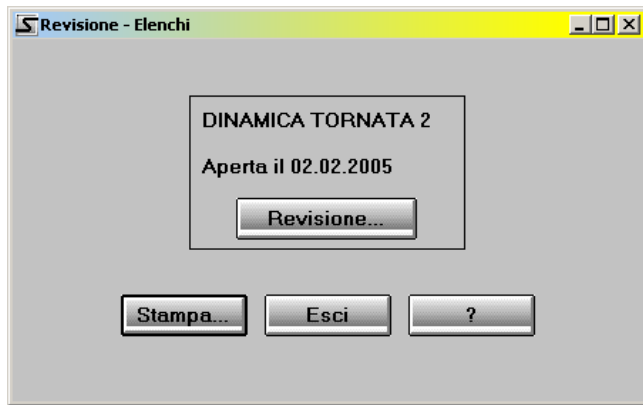 Revisione - Elenchi
DINAMICA TORNATA 2
Aperta il 02.02.2005
Revisione...
Stampa... Esci ?